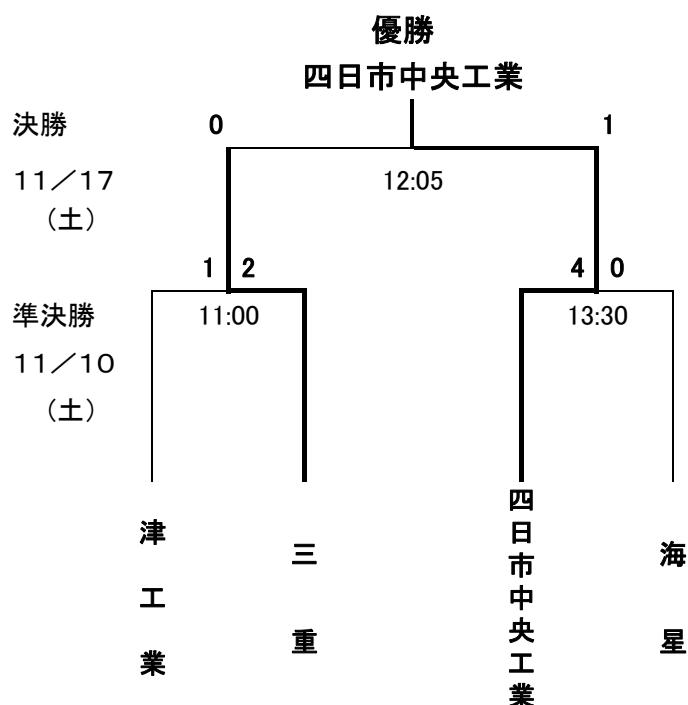 優勝
四日市中央工業
決勝
0
1
11／17
（土）
12:05
1 2
4 0
準決勝
11:00
13:30
11／10
（土）
津工業
三重
四日市中央工業
海星